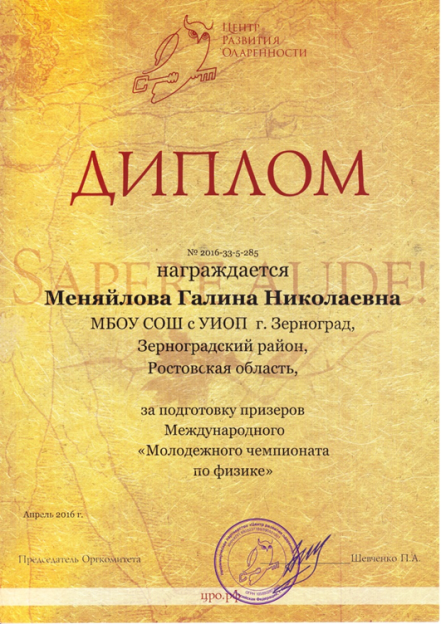 Центр
Развития
Одаренности
ДИПЛОМ
№ 2016-33-5-285
SAPERE AUDE!
награждается
Меняйлова Галина Николаевна
МБОУ СОШ с УИОП г. Зерноград,
Зерноградский район,
Ростовская область,
за подготовку призеров
Международного
«Молодежного чемпионата
по физике»
Апрель 2016 г.
Председатель Оргкомитета
Шевченко П.А.
цро.рф